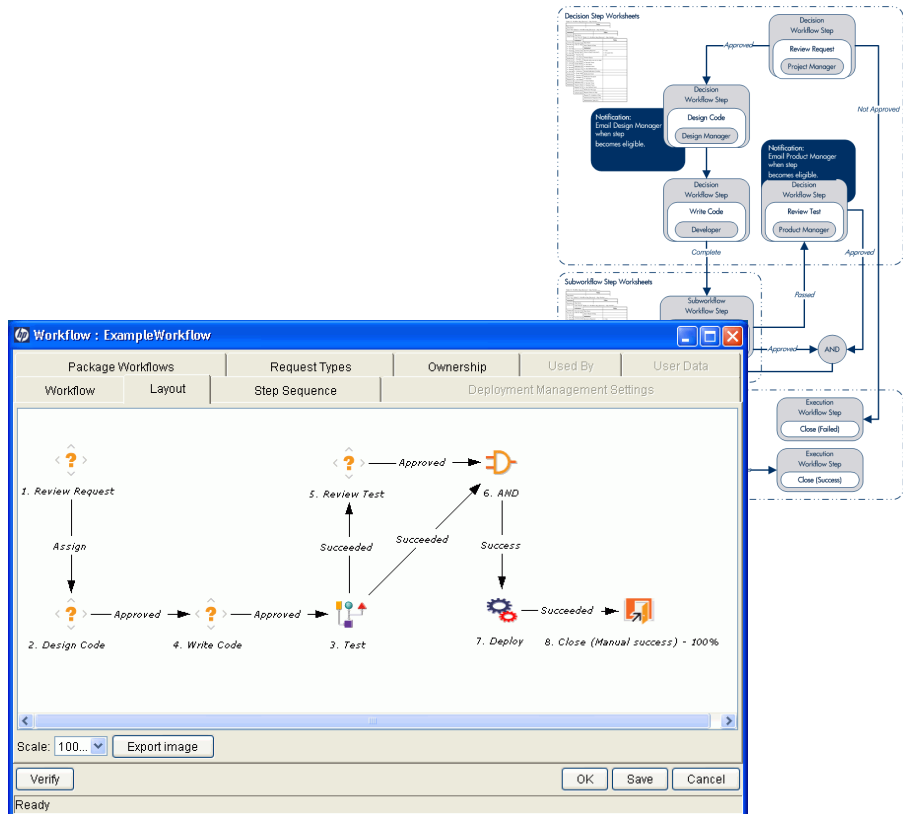 Decision Step Worksheets
Decision
Workflow Step
Review Request
Project Manager
Approved
Not Approved
Decision
Workflow Step
Design Code
Design Manager
Notification:
Email Design Manager
when step
becomes eligible.
Notification:
Email Product Manager
when step
becomes eligible.
Decision
Workflow Step
Write Code
Developer
Decision
Workflow Step
Review Test
Product Manager
Complete
Approved
Subworkflow Step Worksheets
Subworkflow
Workflow Step
Passed
Approved
AND
Execution
Workflow Step
Close (Failed)
Execution
Workflow Step
Close (Success)
hp Workflow : ExampleWorkflow
Package Workflows Request Types Ownership Used By User Data
Workflow Layout Step Sequence Deployment Management Settings
1. Review Request
Assign
2. Design Code
Approved
4. Write Code
Approved
3. Test
Succeeded
5. Review Test
Approved
Succeeded
6. AND
Success
7. Deploy
Succeeded
8. Close (Manual success) - 100%
Scale: 100... Export image
Verify OK Save Cancel
Ready